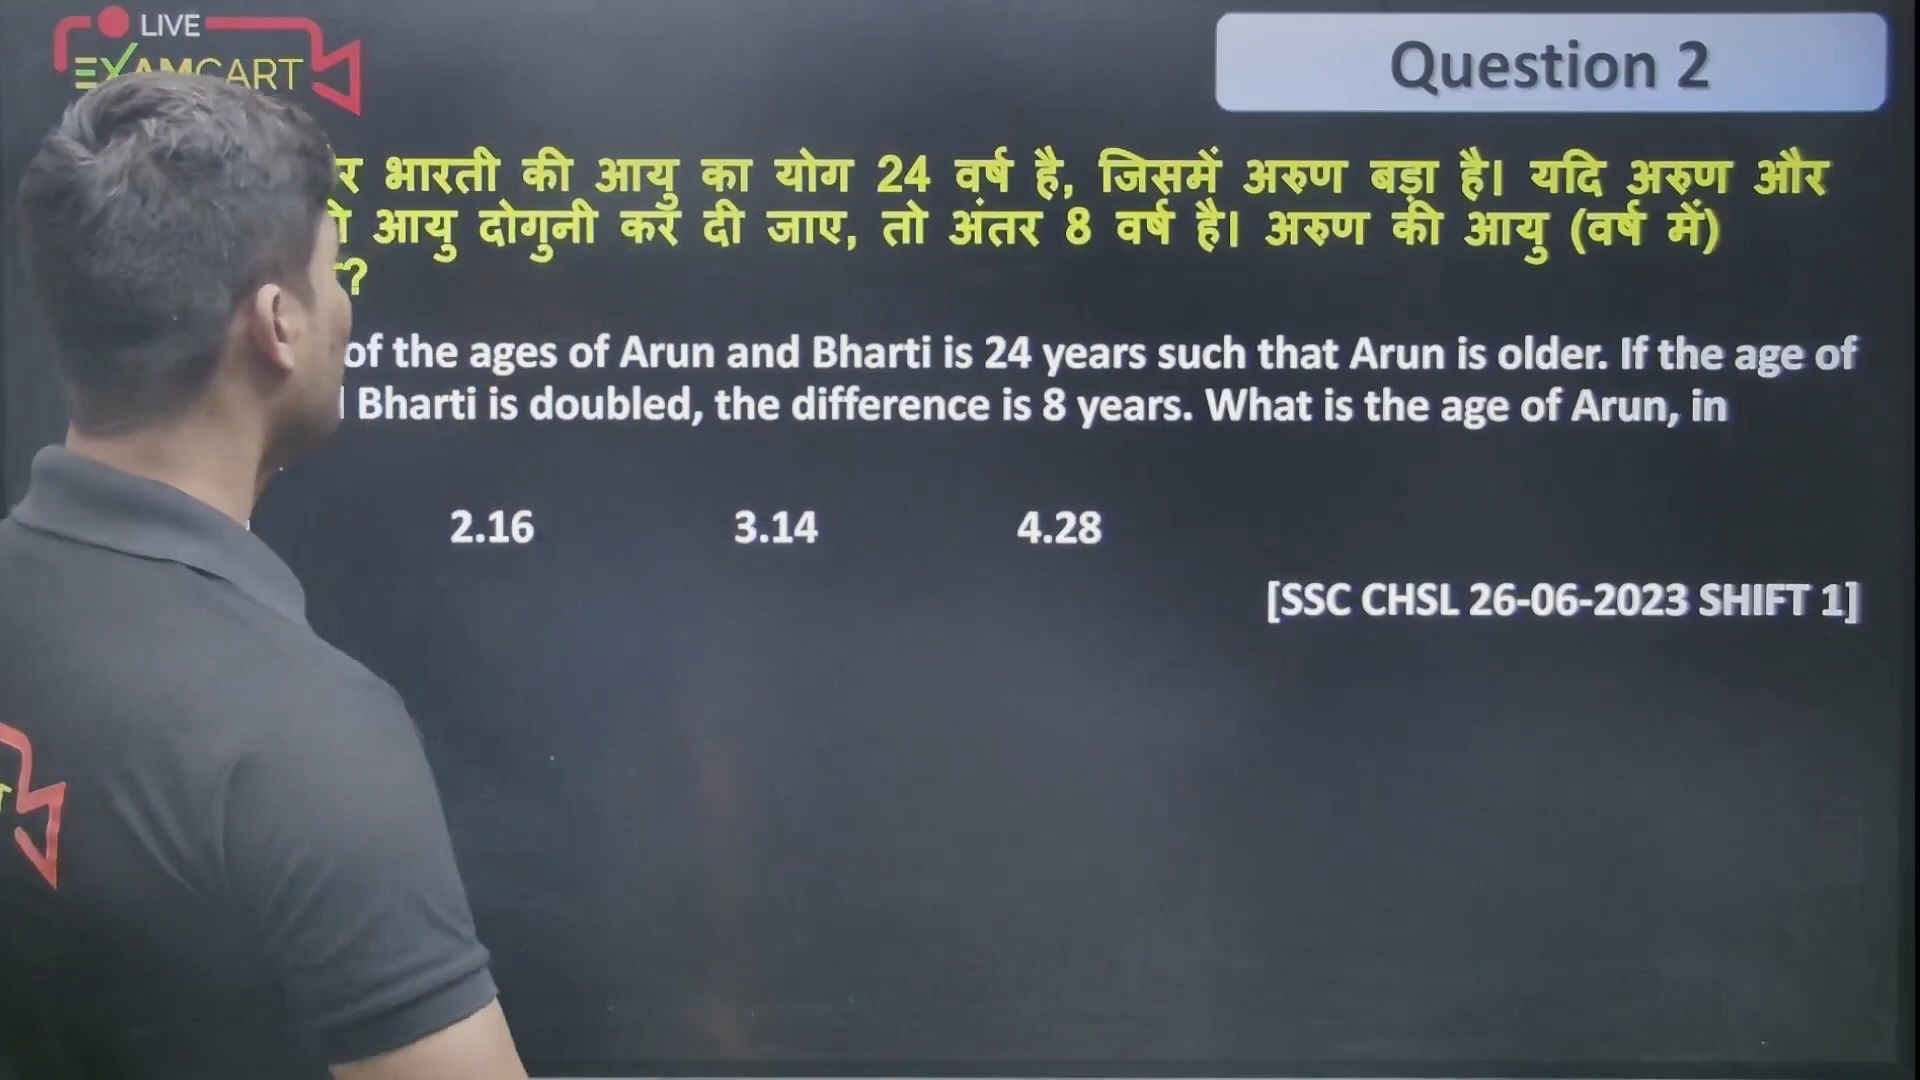 LIVE
EXAMCART
Question 2
भारती की आयु का योग 24 वर्ष है, जिसमें अरुण बड़ा है। यदि अरुण और
आयु दोगुनी कर दी जाए, तो अंतर 8 वर्ष है। अरुण की आयु (वर्ष में)
?
of the ages of Arun and Bharti is 24 years such that Arun is older. If the age of
Bharti is doubled, the difference is 8 years. What is the age of Arun, in
2.16 3.14 4.28
[SSC CHSL 26-06-2023 SHIFT 1]